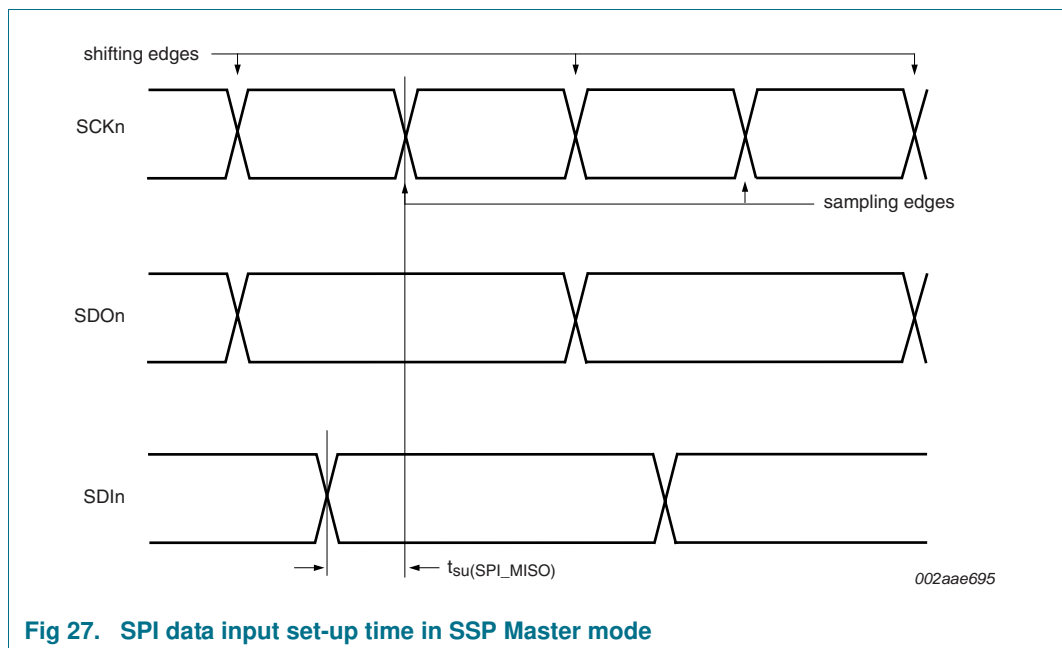 shifting edges
SCKn
sampling edges
SDOn
SDIn
tsu(SPI_MISO)
002aae695
Fig 27. SPI data input set-up time in SSP Master mode